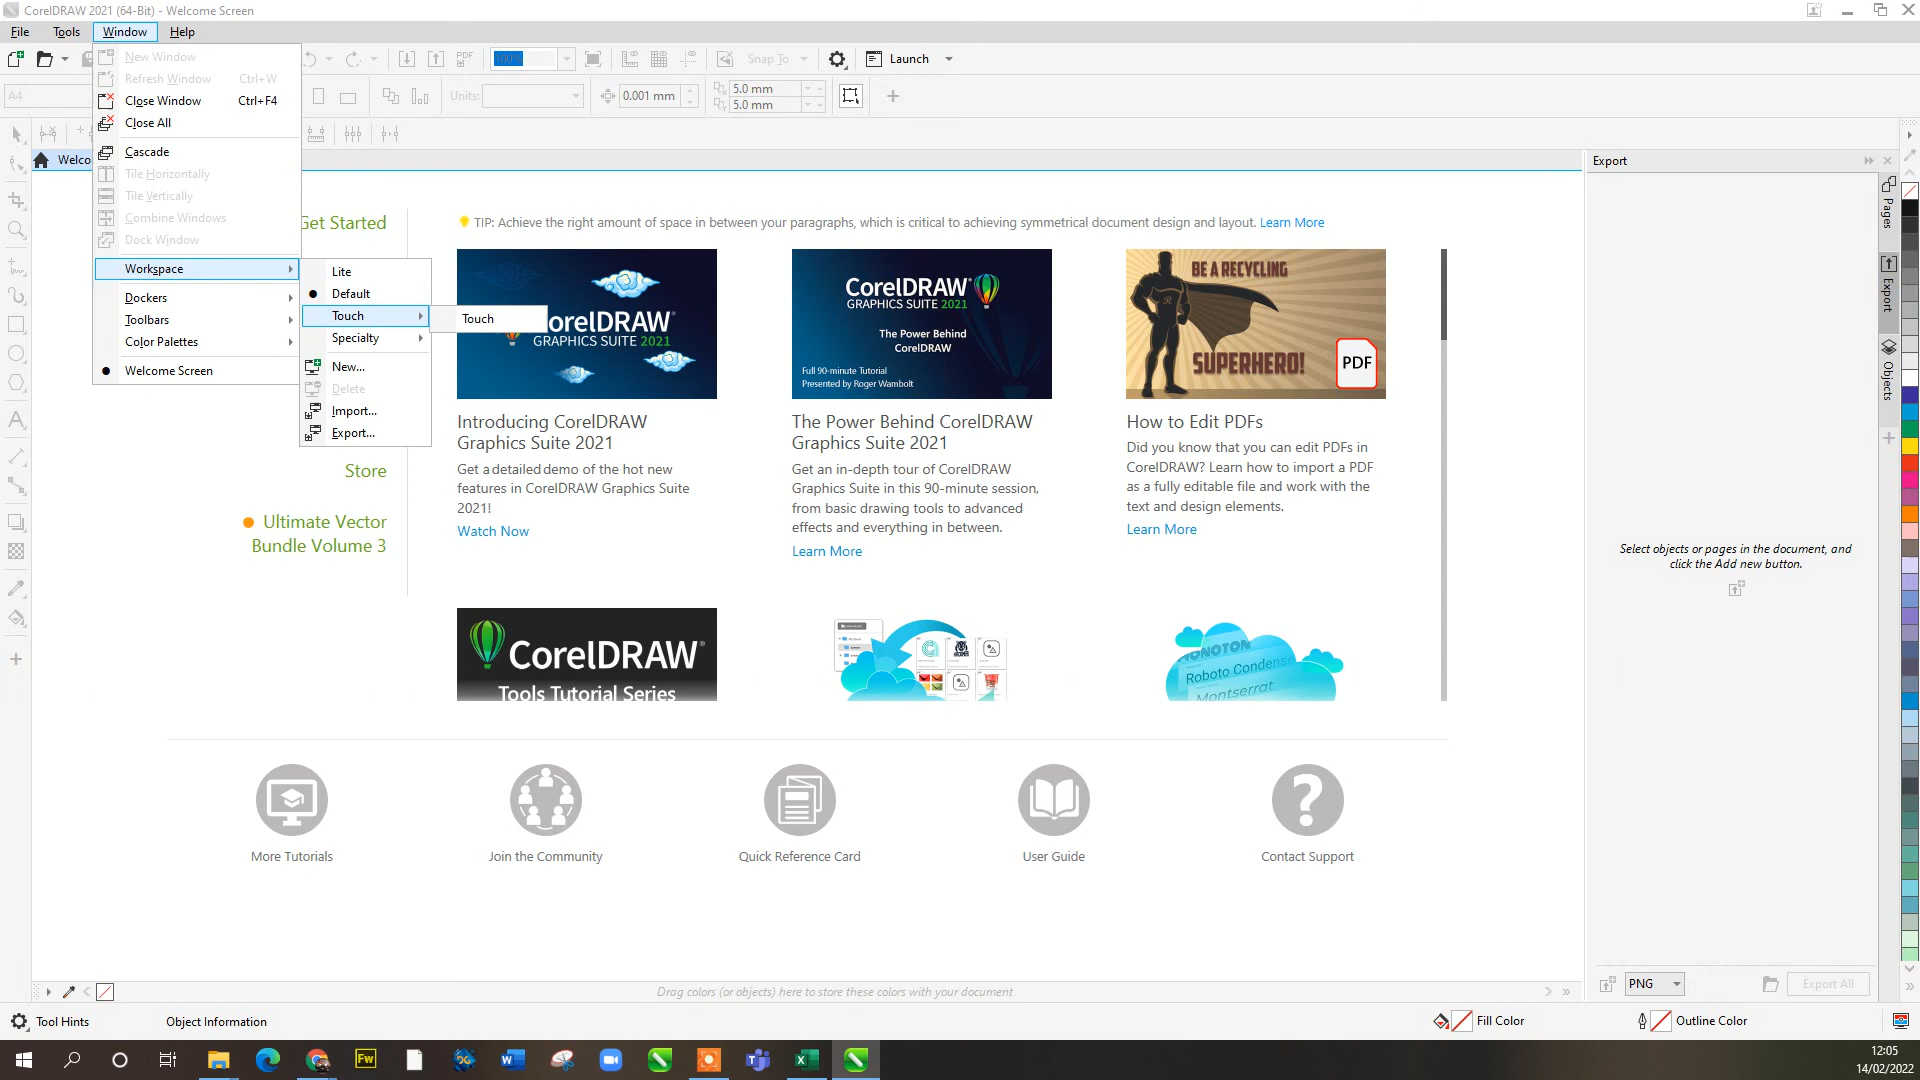 CorelDRAW 2021 (64-Bit) - Welcome Screen
File Tools Window Help
100%
PDF
Snap To
Launch
A4
Units:
0.001 mm
5.0 mm
5.0 mm
Welco
New Window
Refresh Window Ctrl+W
Close Window Ctrl+F4
Close All
Cascade
Tile Horizontally
Tile Vertically
Combine Windows
Dock Window
Workspace
Dockers
Toolbars
Color Palettes
Welcome Screen
Lite
Default
Touch
Specialty
New...
Delete
Import...
Export...
Touch
Get Started
Store
Ultimate Vector
Bundle Volume 3
TIP: Achieve the right amount of space in between your paragraphs, which is critical to achieving symmetrical document design and layout. Learn More
orelDRAW
GRAPHICS SUITE 2021
Introducing CorelDRAW
Graphics Suite 2021
Get a detailed demo of the hot new
features in CorelDRAW Graphics Suite
2021!
Watch Now
CorelDRAW
GRAPHICS SUITE 2021
The Power Behind
CorelDRAW
Full 90-minute Tutorial
Presented by Roger Wambolt
The Power Behind CorelDRAW
Graphics Suite 2021
Get an in-depth tour of CorelDRAW
Graphics Suite in this 90-minute session,
from basic drawing tools to advanced
effects and everything in between.
Learn More
BE A RECYCLING
SUPERHERO!
PDF
R
How to Edit PDFs
Did you know that you can edit PDFs in
CorelDRAW? Learn how to import a PDF
as a fully editable file and work with the
text and design elements.
Learn More
CorelDRAW
Tools Tutorial Series
MONOTON
Roboto Condense
Montserrat
More Tutorials
Join the Community
Quick Reference Card
User Guide
Contact Support
Export
Pages
Export
Objects
Select objects or pages in the document, and
click the Add new button.
PNG
Export All
Drag colors (or objects) here to store these colors with your document
Tool Hints
Object Information
Fill Color
Outline Color
Fw
12:05
14/02/2022